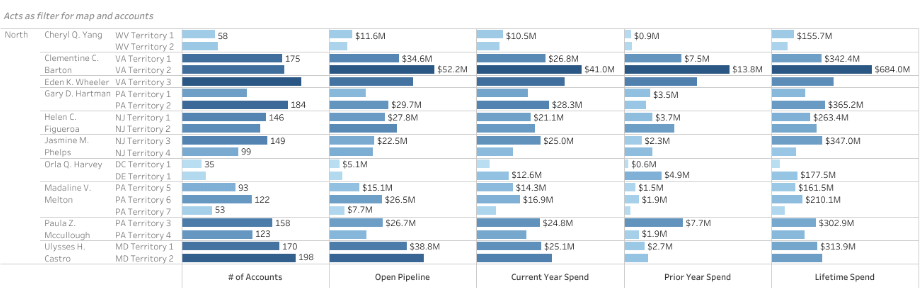 Acts as filter for map and accounts
North Cheryl Q. Yang WV Territory 1 58 $11.6M $10.5M $0.9M $155.7M
WV Territory 2
Clementine C. VA Territory 1 175 $34.6M $26.8M $7.5M $342.4M
Barton VA Territory 2 $52.2M $41.0M $13.8M $684.0M
Eden K. Wheeler VA Territory 3
Gary D. Hartman PA Territory 1 $3.5M
PA Territory 2 184 $29.7M $28.3M $365.2M
Helen C. NJ Territory 1 146 $27.8M $21.1M $3.7M $263.4M
Figueroa NJ Territory 2
Jasmine M. NJ Territory 3 149 $22.5M $25.0M $2.3M $347.0M
Phelps NJ Territory 4 99
Orla Q. Harvey DC Territory 1 35 $5.1M $0.6M
DE Territory 1 $12.6M $4.9M $177.5M
Madaline V. PA Territory 5 93 $15.1M $14.3M $1.5M $161.5M
Melton PA Territory 6 122 $26.5M $16.9M $1.9M $210.1M
PA Territory 7 53 $7.7M
Paula Z. PA Territory 3 158 $26.7M $24.8M $7.7M $302.9M
Mccullough PA Territory 4 123 $1.9M
Ulysses H. MD Territory 1 170 $38.8M $25.1M $2.7M $313.9M
Castro MD Territory 2 198
# of Accounts Open Pipeline Current Year Spend Prior Year Spend Lifetime Spend